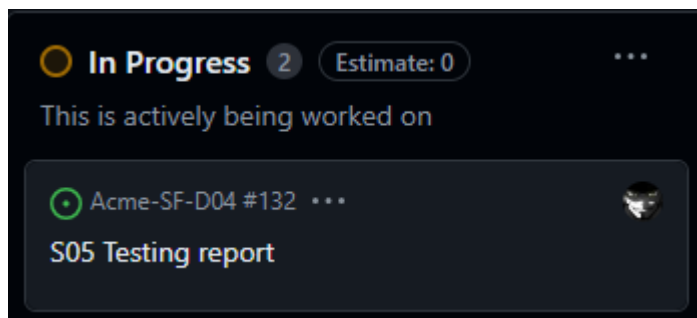 In Progress 2 Estimate: 0 ...
This is actively being worked on
Acme-SF-D04 #132 ...
S05 Testing report